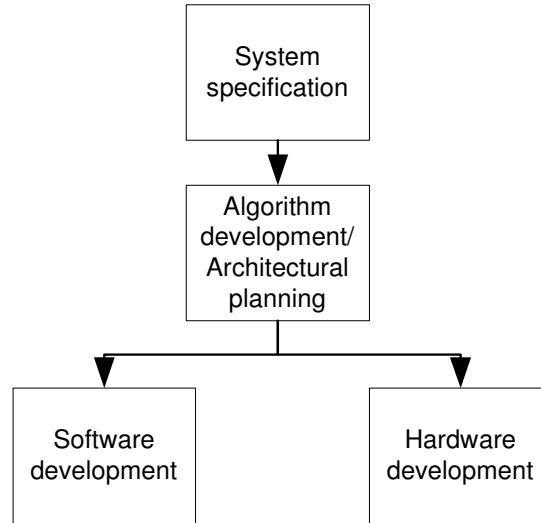 System
specification
Algorithm
development/
Architectural
planning
Software
development
Hardware
development